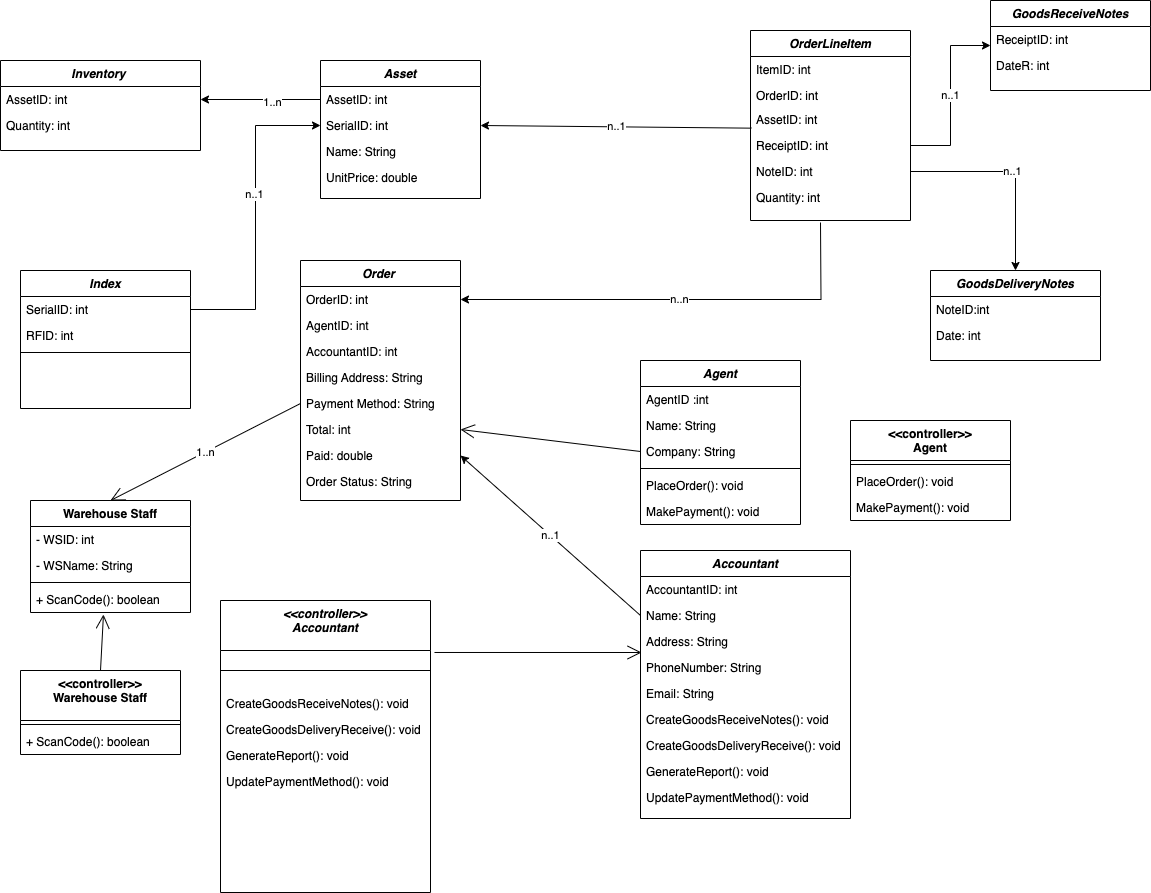 GoodsReceiveNotes
ReceiptID: int
DateR: int
OrderLineItem
ItemID: int
OrderID: int
AssetID: int
ReceiptID: int
NoteID: int
Quantity: int
n..1
n..1
Inventory
AssetID: int
Quantity: int
1..n
Asset
AssetID: int
SerialID: int
Name: String
UnitPrice: double
n..1
n..1
Index
SerialID: int
RFID: int
Order
OrderID: int
AgentID: int
AccountantID: int
Billing Address: String
Payment Method: String
Total: int
Paid: double
Order Status: String
n..n
GoodsDeliveryNotes
NoteID:int
Date: int
Agent
AgentID :int
Name: String
Company: String
PlaceOrder(): void
MakePayment(): void
<<controller>>
Agent
PlaceOrder(): void
MakePayment(): void
1..n
n..1
Warehouse Staff
- WSID: int
- WSName: String
+ ScanCode(): boolean
<<controller>>
Warehouse Staff
+ ScanCode(): boolean
<<controller>>
Accountant
CreateGoodsReceiveNotes(): void
CreateGoodsDeliveryReceive(): void
GenerateReport(): void
UpdatePaymentMethod(): void
Accountant
AccountantID: int
Name: String
Address: String
PhoneNumber: String
Email: String
CreateGoodsReceiveNotes(): void
CreateGoodsDeliveryReceive(): void
GenerateReport(): void
UpdatePaymentMethod(): void